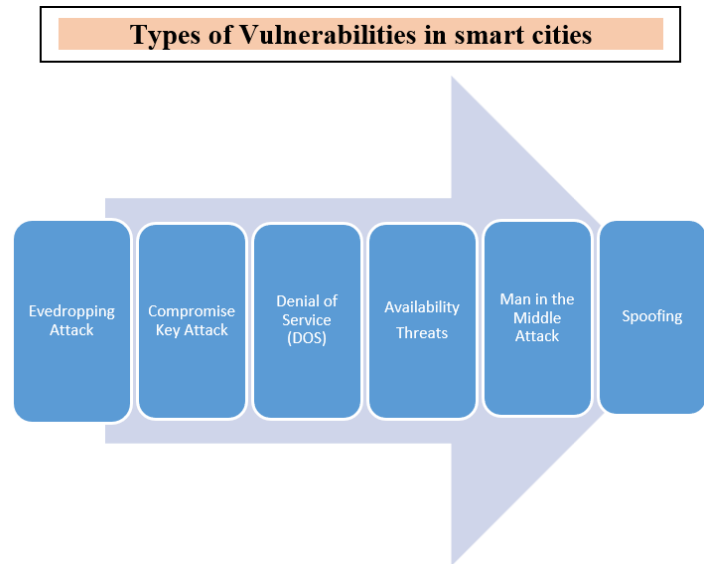 Types of Vulnerabilities in smart cities
Evedropping
Attack
Compromise
Key Attack
Denial of
Service
(DOS)
Availability
Threats
Man in the
Middle
Attack
Spoofing